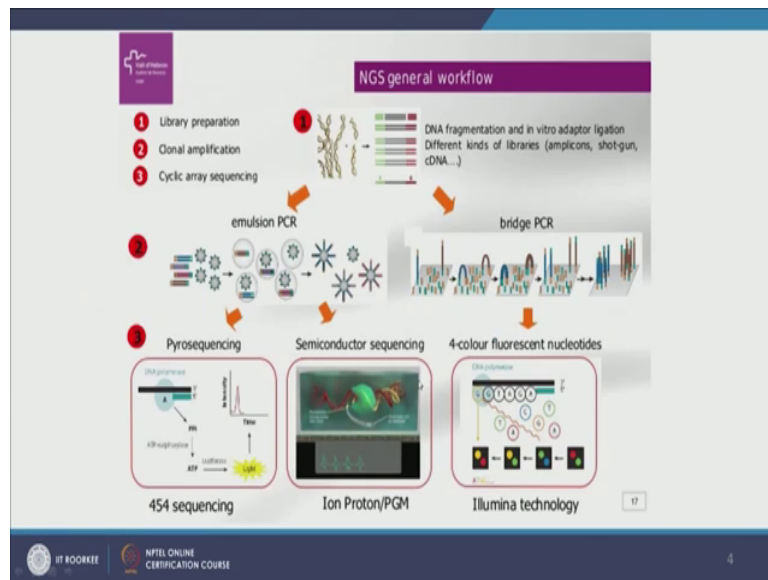 NGS general workflow
1 Library preparation
2 Clonal amplification
3 Cyclic array sequencing
1
DNA fragmentation and in vitro adaptor ligation
Different kinds of libraries (amplicons, shot-gun,
cDNA....)
emulsion PCR
bridge PCR
2
3
Pyrosequencing
Semiconductor sequencing
4-colour fluorescent nucleotides
DNA polymerase
A
PPi
ATP sulphurylase
ATP
Luciferase
Light
Time
DNA polymerase
454 sequencing
Ion Proton/PGM
Illumina technology
17
IIT ROORKEE
NPTEL ONLINE
CERTIFICATION COURSE
4